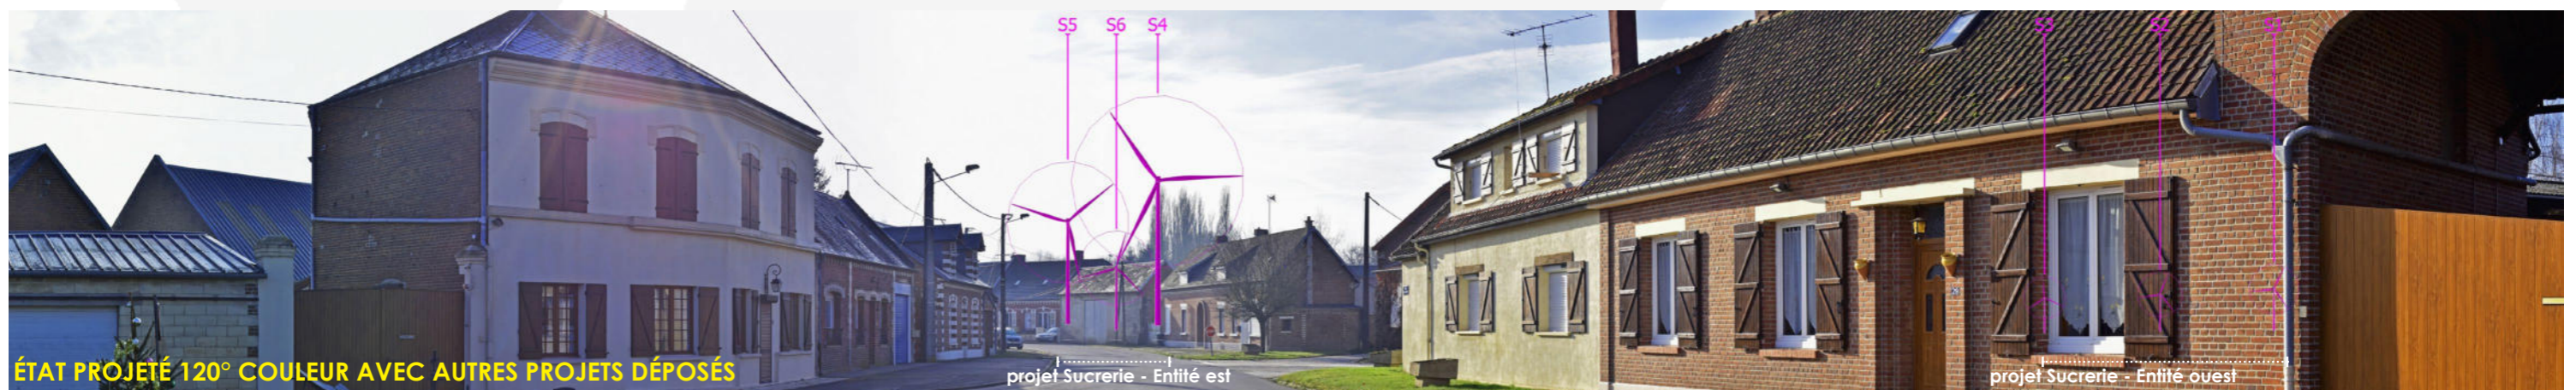 S5 S6 S4 S3 S2 S1
ÉTAT PROJETÉ 120° COULEUR AVEC AUTRES PROJETS DÉPOSÉS
projet Sucrerie - Entité est
projet Sucrerie - Entité ouest